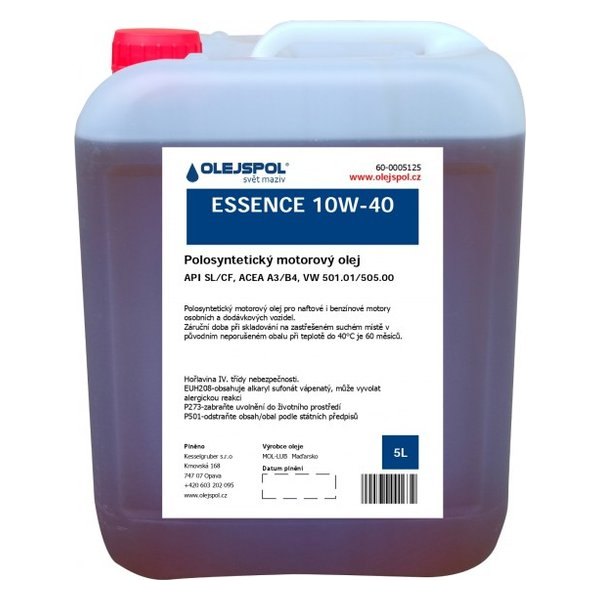 OLEJSPOL®
svět maziv
60-0005125
www.olejspol.cz
ESSENCE 10W-40
Polosyntetický motorový olej
API SL/CF, ACEA A3/B4, VW 501.01/505.00
Polosyntetický motorový olej pro naftové i benzínové motory
osobních a dodávkových vozidel.
Záruční doba při skladování na zastřešeném suchém místě v
původním neporušeném obalu při teplotě do 40°C je 60 měsíců.
Hořlavina IV. třídy nebezpečnosti.
EUH208-obsahuje alkaryl sufonát vápenatý, může vyvolat
alergickou reakci
P273-zabraňte uvolnění do životního prostředí
P501-odstraňte obsah/obal podle státních předpisů
Plněno
Kesselgruber s.r.o
Krnovská 168
747 07 Opava
+420 603 202 095
www.olejspol.cz
Výrobce oleje
MOL-LUB Maďarsko
Datum plnění
5L